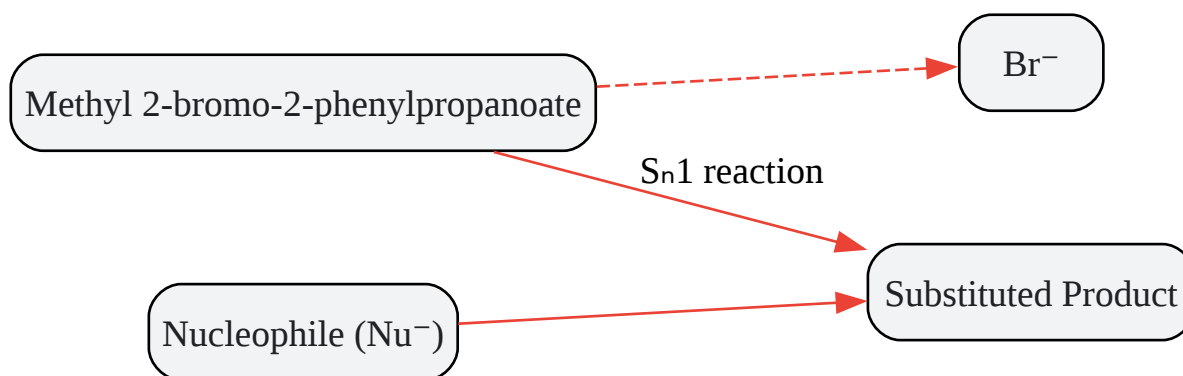 Br⁻
Methyl 2-bromo-2-phenylpropanoate
Sₙ1 reaction
Substituted Product
Nucleophile (Nu⁻)